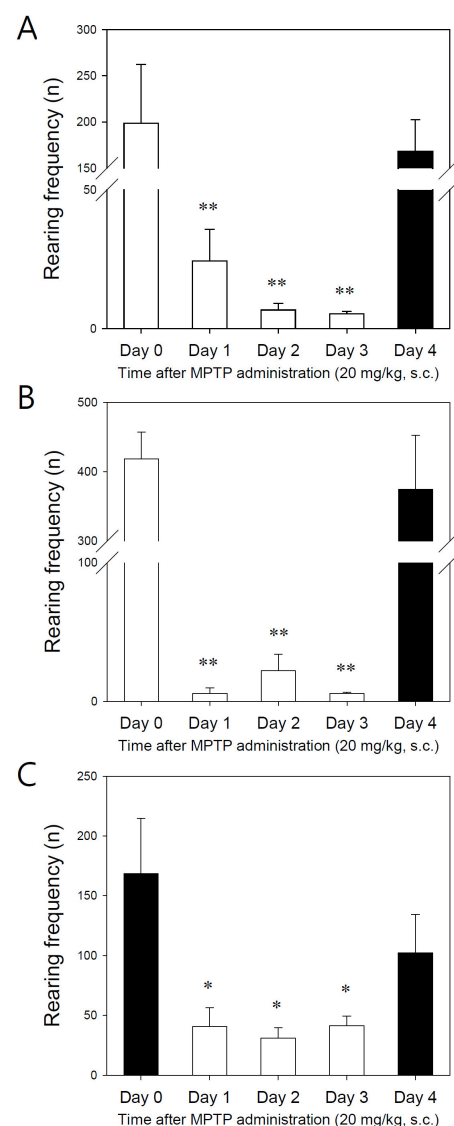 A
Rearing frequency (n)
300
250
200
150
50
0
**
**
**
Day 0 Day 1 Day 2 Day 3 Day 4
Time after MPTP administration (20 mg/kg, s.c.)
B
Rearing frequency (n)
500
400
300
100
0
**
**
**
Day 0 Day 1 Day 2 Day 3 Day 4
Time after MPTP administration (20 mg/kg, s.c.)
C
Rearing frequency (n)
250
200
150
100
50
0
*
*
*
Day 0 Day 1 Day 2 Day 3 Day 4
Time after MPTP administration (20 mg/kg, s.c.)